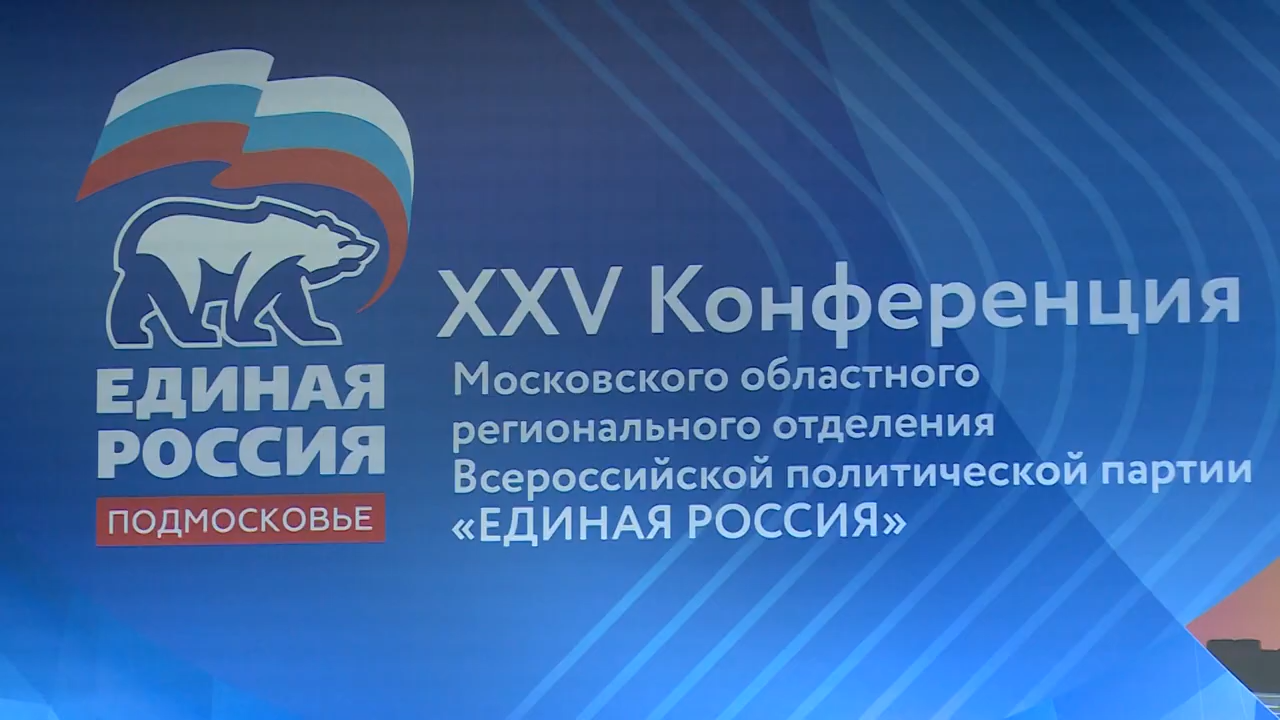 ЕДИНАЯ
РОССИЯ
ПОДМОСКОВЬЕ
XXV Конференция
Московского областного
регионального отделения
Всероссийской политической партии
«ЕДИНАЯ РОССИЯ»